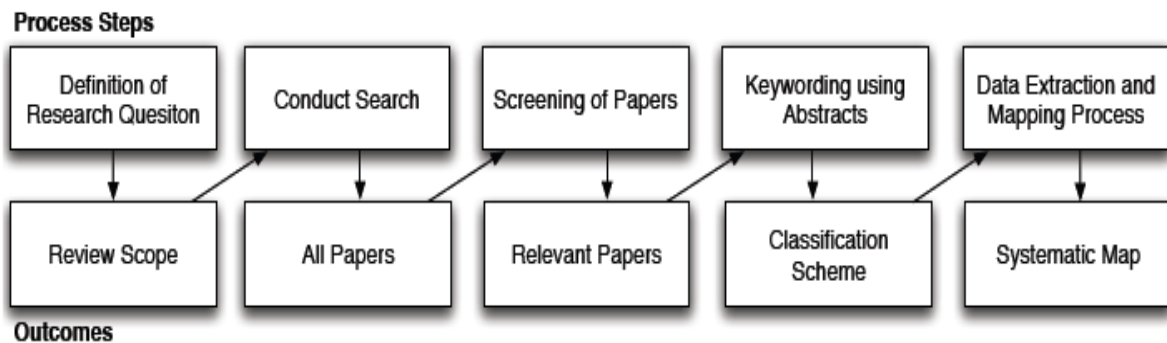 Process Steps
Definition of
Research Quesiton
Conduct Search
Screening of Papers
Keywording using
Abstracts
Data Extraction and
Mapping Process
Review Scope
All Papers
Relevant Papers
Classification
Scheme
Systematic Map
Outcomes